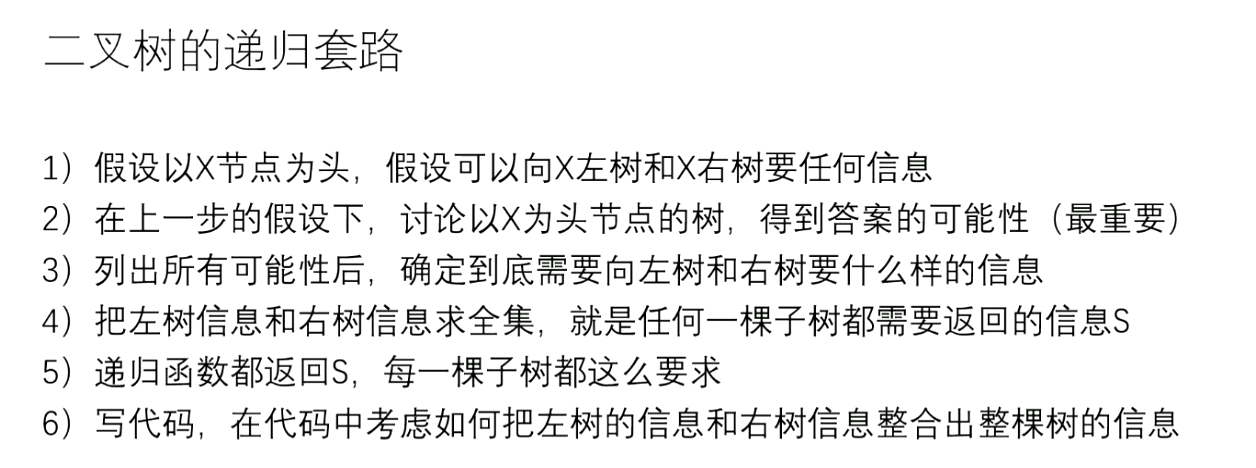 二叉树的递归套路
1）假设以X节点为头，假设可以向X左树和X右树要任何信息
2）在上一步的假设下，讨论以X为头节点的树，得到答案的可能性（最重要）
3）列出所有可能性后，确定到底需要向左树和右树要什么样的信息
4）把左树信息和右树信息求全集，就是任何一棵子树都需要返回的信息S
5）递归函数都返回S，每一棵子树都这么要求
6）写代码，在代码中考虑如何把左树的信息和右树信息整合出整棵树的信息